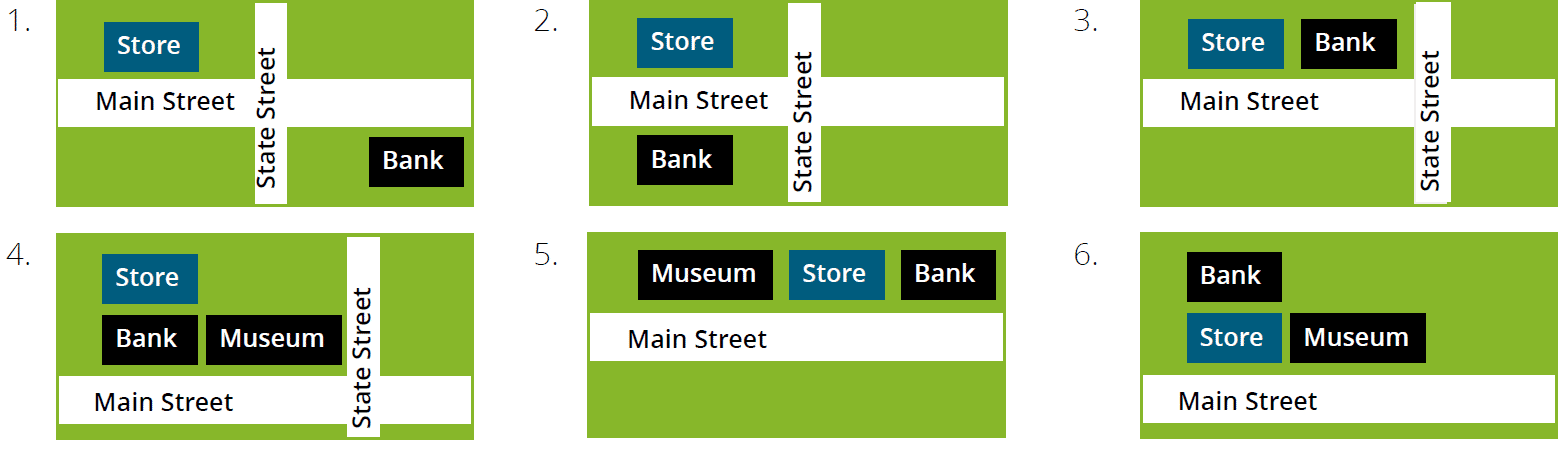 1.
Store
Main Street
State Street
Bank
2.
Store
Main Street
State Street
Bank
3.
Store
Bank
Main Street
State Street
4.
Store
Bank
Museum
Main Street
State Street
5.
Museum
Store
Bank
Main Street
6.
Bank
Store
Museum
Main Street